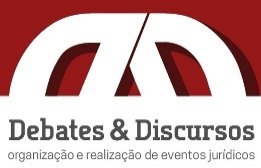 Debates & Discursos
organização e realização de eventos jurídicos